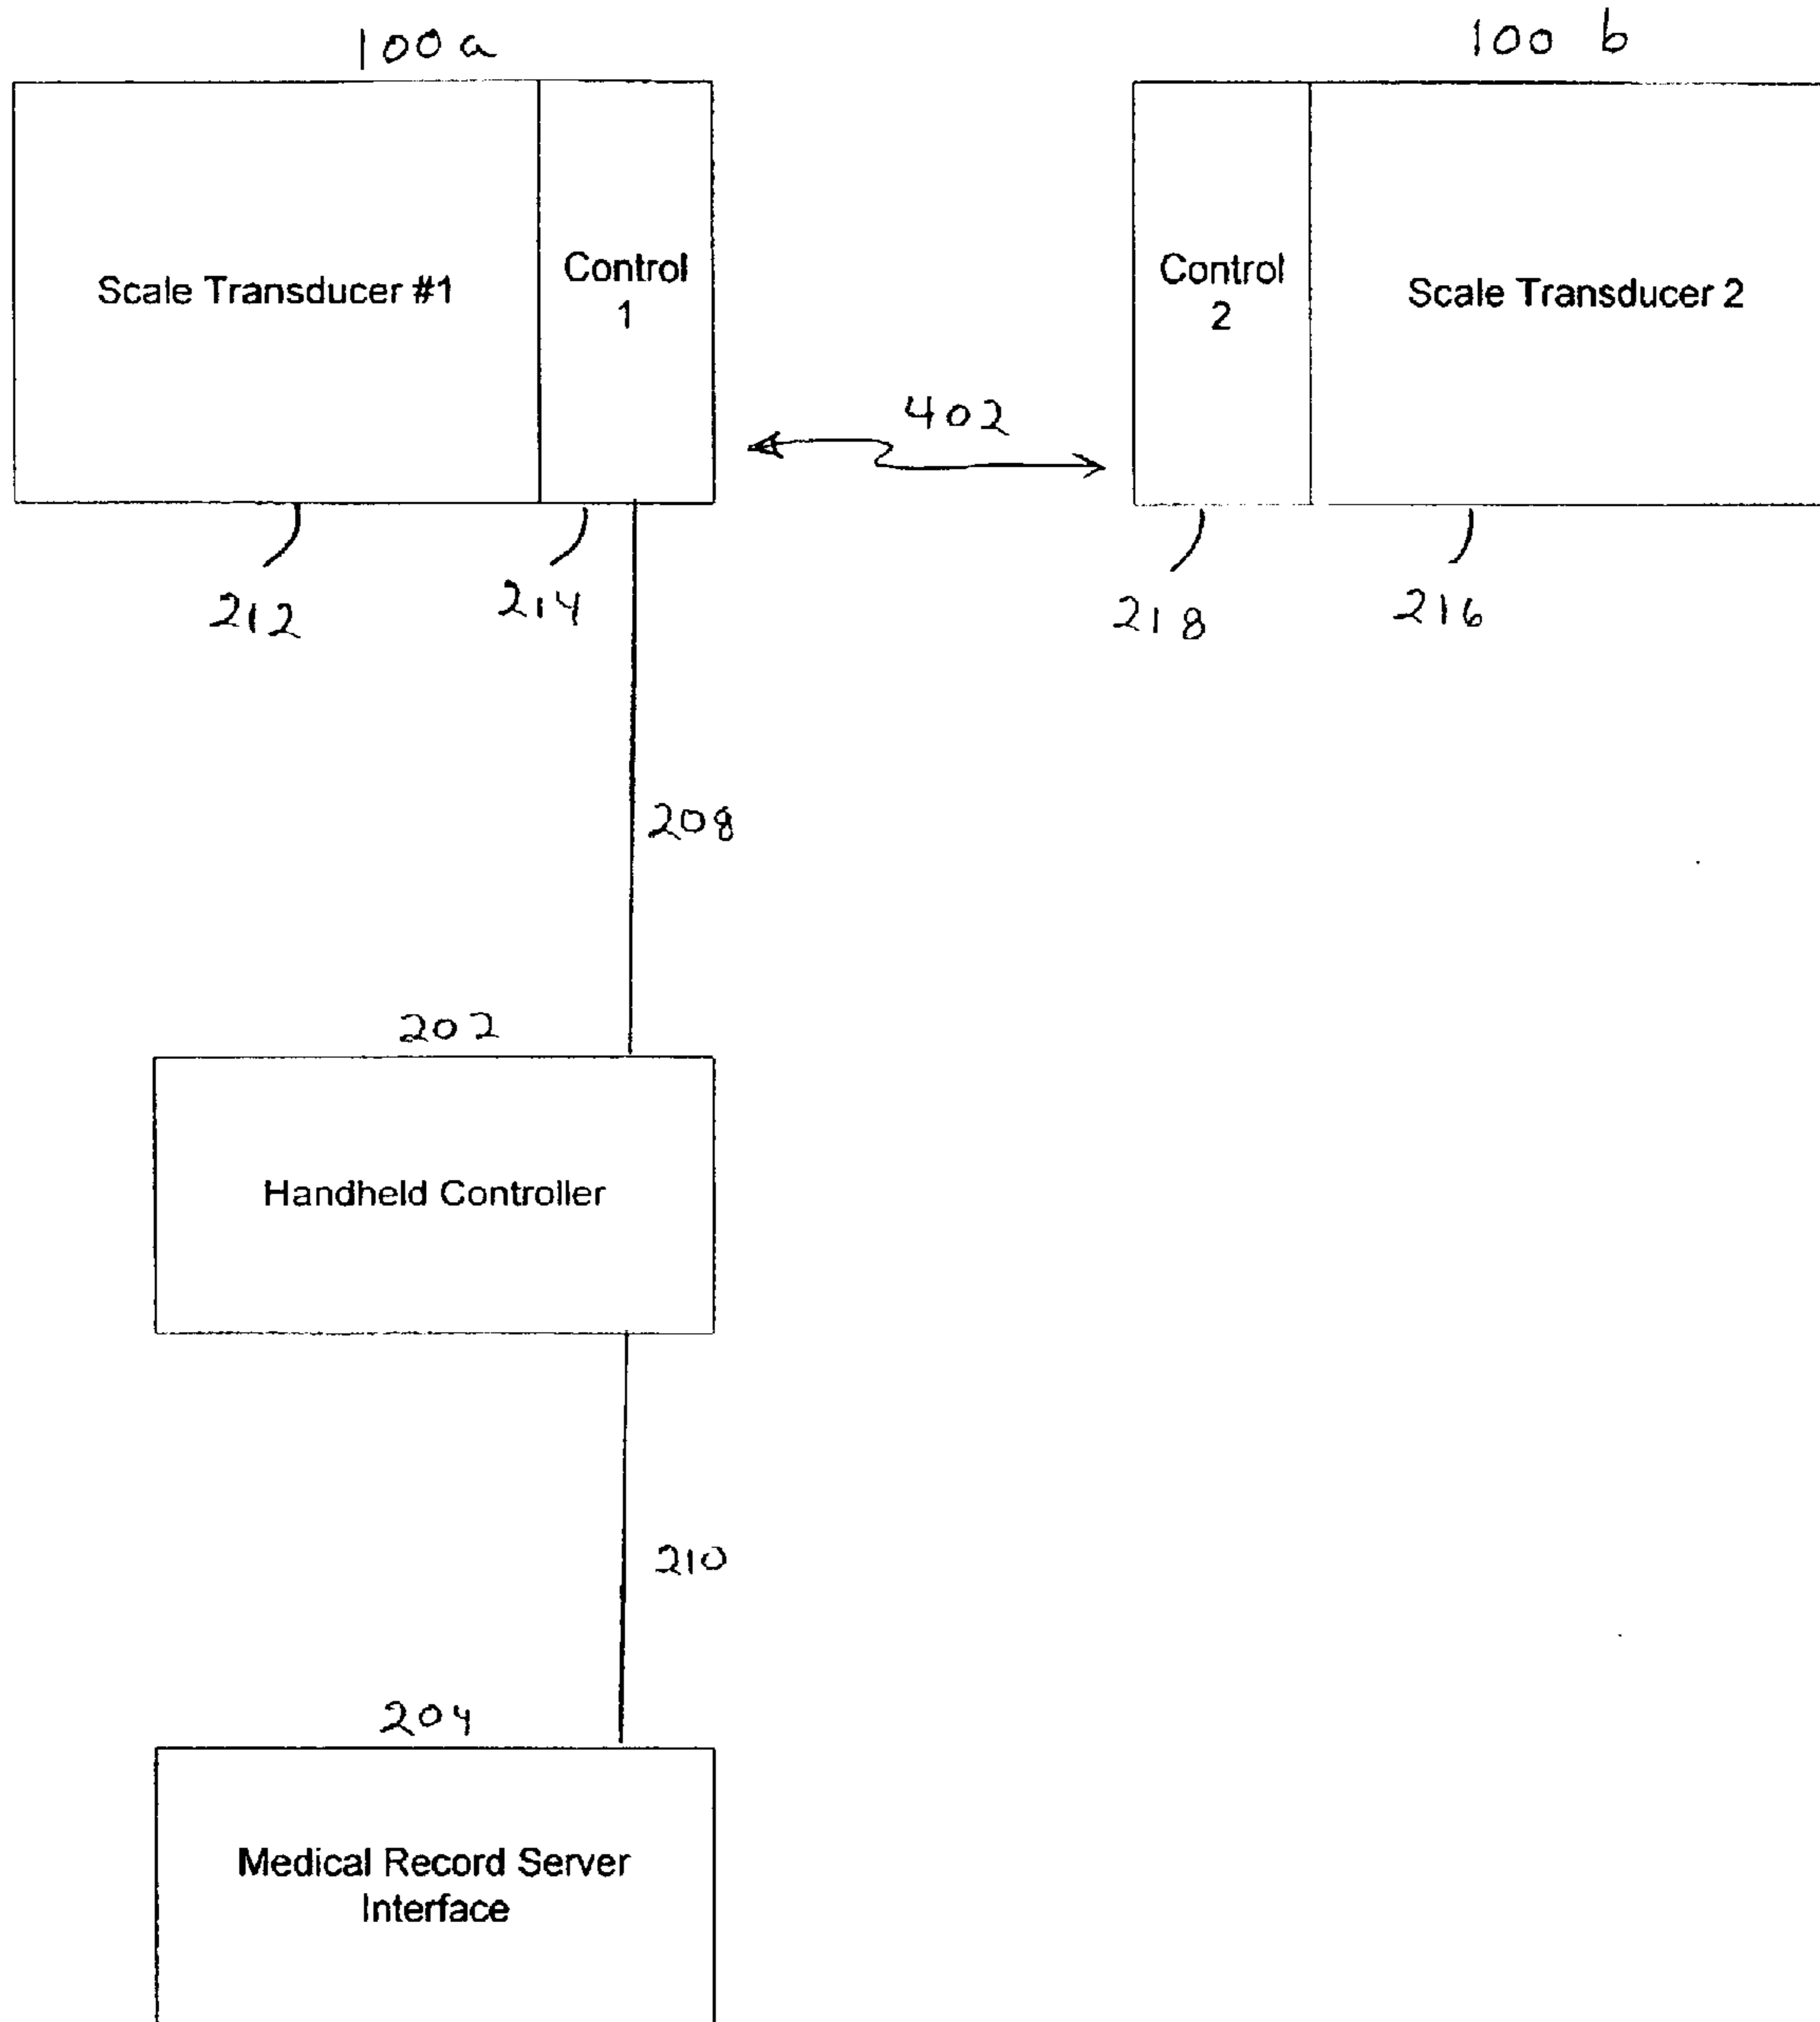 100a
100 b
Scale Transducer #1
Control
1
Control
2
Scale Transducer 2
402
212
214
218
216
208
202
Handheld Controller
210
204
Medical Record Server
Interface